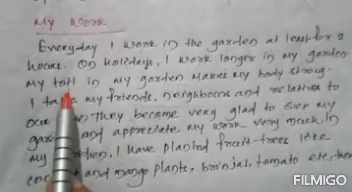 my work
Everyday I work in the garden at least for 2
hours. On holidays, I work longer in my garden.
my toil in my garden makes my body strong.
I my friends, neighbours and relatives to
our They become very glad to my
and appreciate my work very much. In
my I have planted fruit-trees like
and mango plants, brinjal, tomato etc.
FILMIGO